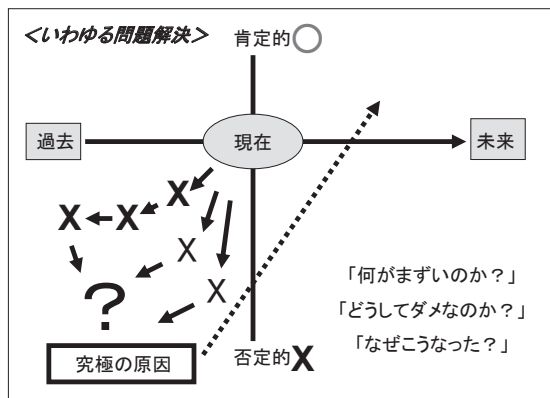 ＜いわゆる問題解決＞
肯定的○
過去
現在
未来
X
X
X
X
X
？
究極の原因
否定的X
「何がまずいのか？」
「どうしてダメなのか？」
「なぜこうなった？」